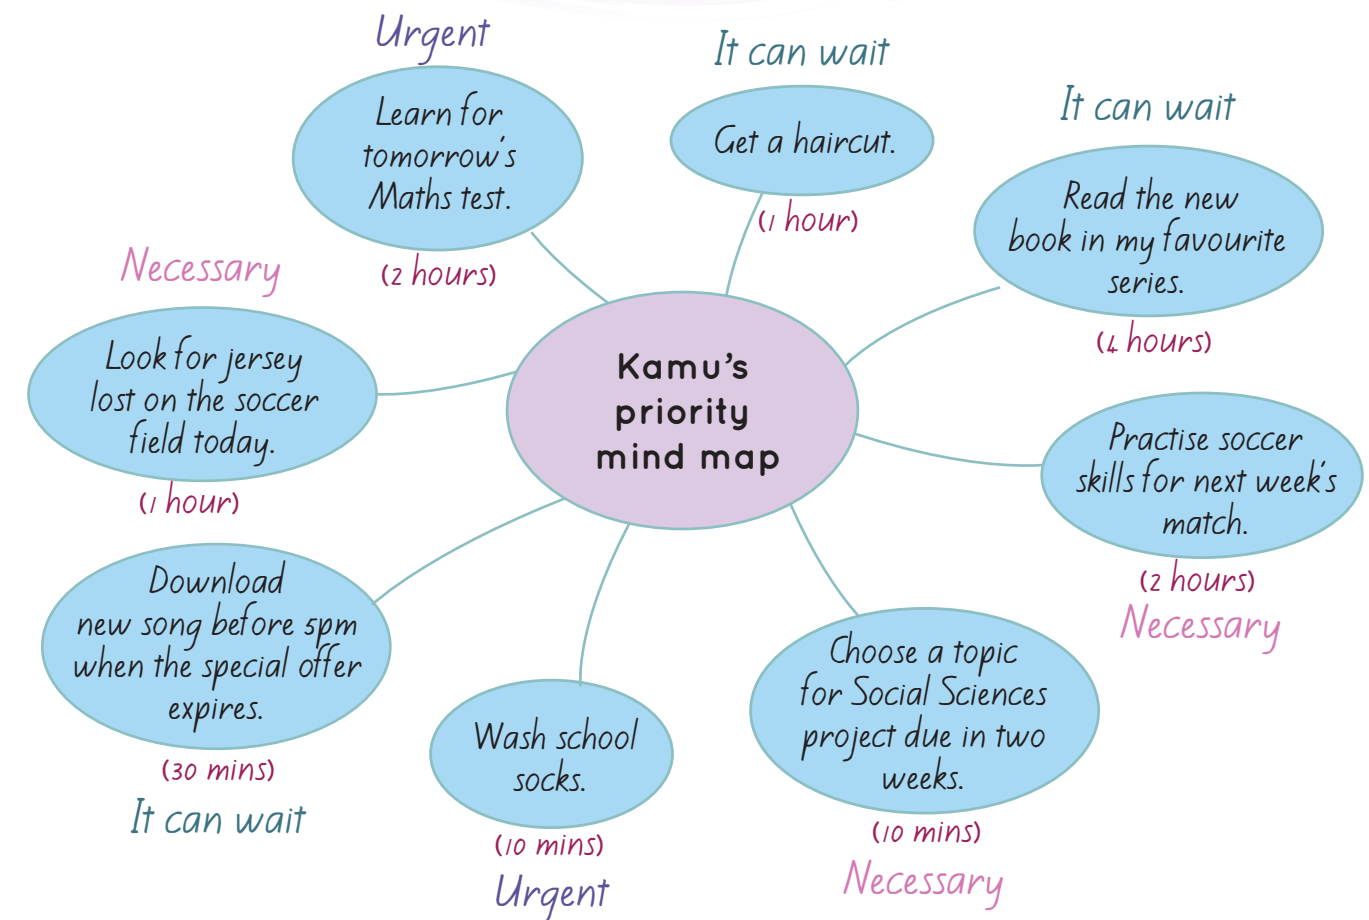 Urgent
Learn for
tomorrow's
Maths test.
(2 hours)
It can wait
Get a haircut.
(1 hour)
It can wait
Read the new
book in my favourite
series.
(4 hours)
Necessary
Look for jersey
lost on the soccer
field today.
(1 hour)
Kamu's
priority
mind map
Practise soccer
skills for next week's
match.
(2 hours)
Necessary
Download
new song before 5pm
when the special offer
expires.
(30 mins)
It can wait
Wash school
socks.
(10 mins)
Urgent
Choose a topic
for Social Sciences
project due in two
weeks.
(10 mins)
Necessary